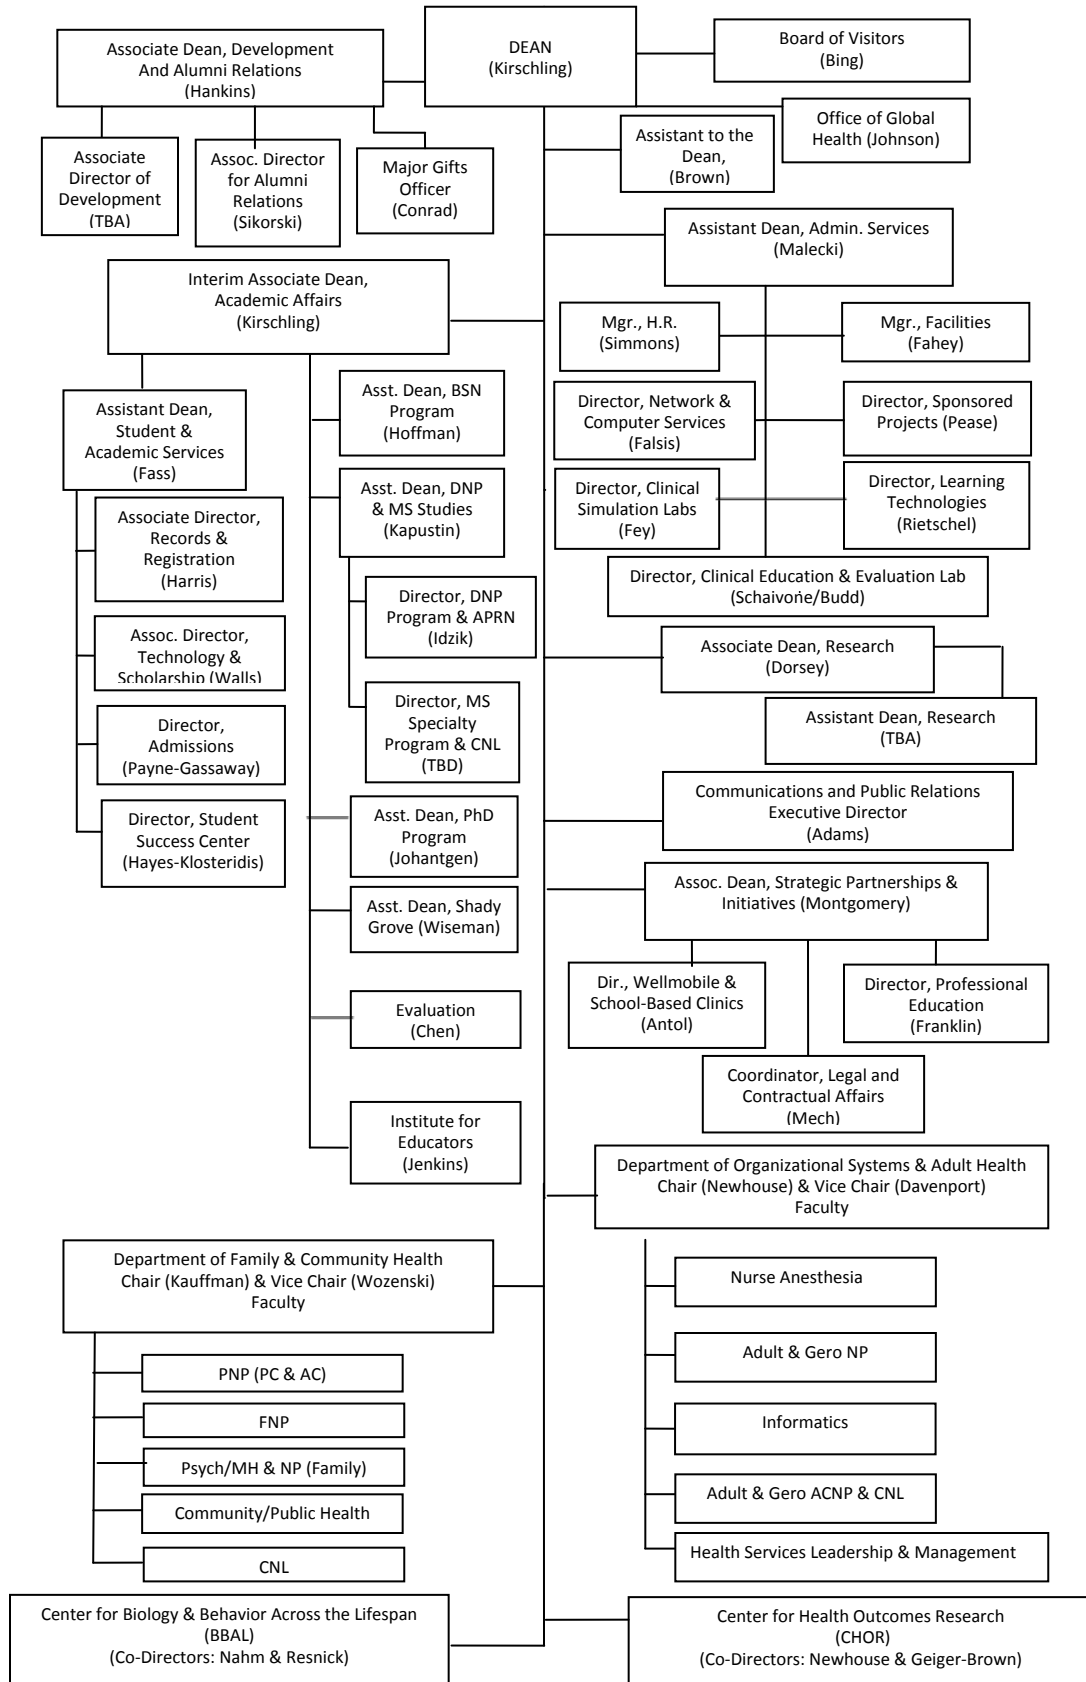 Associate Dean, Development
And Alumni Relations
(Hankins)
DEAN
(Kirschling)
Board of Visitors
(Bing)
Office of Global
Health (Johnson)
Assistant to the
Dean,
(Brown)
Associate
Director of
Development
(TBA)
Assoc. Director
for Alumni
Relations
(Sikorski)
Major Gifts
Officer
(Conrad)
Assistant Dean, Admin. Services
(Malecki)
Interim Associate Dean,
Academic Affairs
(Kirschling)
Mgr., H.R.
(Simmons)
Mgr., Facilities
(Fahey)
Director, Network &
Computer Services
(Falsis)
Director, Sponsored
Projects (Pease)
Director, Clinical
Simulation Labs
(Fey)
Director, Learning
Technologies
(Rietschel)
Director, Clinical Education & Evaluation Lab
(Schaivone/Budd)
Assistant Dean,
Student &
Academic Services
(Fass)
Associate Director,
Records &
Registration
(Harris)
Assoc. Director,
Technology &
Scholarship (Walls)
Director,
Admissions
(Payne-Gassaway)
Director, Student
Success Center
(Hayes-Klosteridis)
Asst. Dean, BSN
Program
(Hoffman)
Asst. Dean, DNP
& MS Studies
(Kapustin)
Director, DNP
Program & APRN
(Idzik)
Director, MS
Specialty
Program & CNL
(TBD)
Asst. Dean, PhD
Program
(Johantgen)
Asst. Dean, Shady
Grove (Wiseman)
Evaluation
(Chen)
Institute for
Educators
(Jenkins)
Associate Dean, Research
(Dorsey)
Assistant Dean, Research
(TBA)
Communications and Public Relations
Executive Director
(Adams)
Assoc. Dean, Strategic Partnerships &
Initiatives (Montgomery)
Dir., Wellmobile &
School-Based Clinics
(Antol)
Director, Professional
Education
(Franklin)
Coordinator, Legal and
Contractual Affairs
(Mech)
Department of Organizational Systems & Adult Health
Chair (Newhouse) & Vice Chair (Davenport)
Faculty
Nurse Anesthesia
Adult & Gero NP
Informatics
Adult & Gero ACNP & CNL
Health Services Leadership & Management
Department of Family & Community Health
Chair (Kauffman) & Vice Chair (Wozenski)
Faculty
PNP (PC & AC)
FNP
Psych/MH & NP (Family)
Community/Public Health
CNL
Center for Biology & Behavior Across the Lifespan
(BBAL)
(Co-Directors: Nahm & Resnick)
Center for Health Outcomes Research
(CHOR)
(Co-Directors: Newhouse & Geiger-Brown)